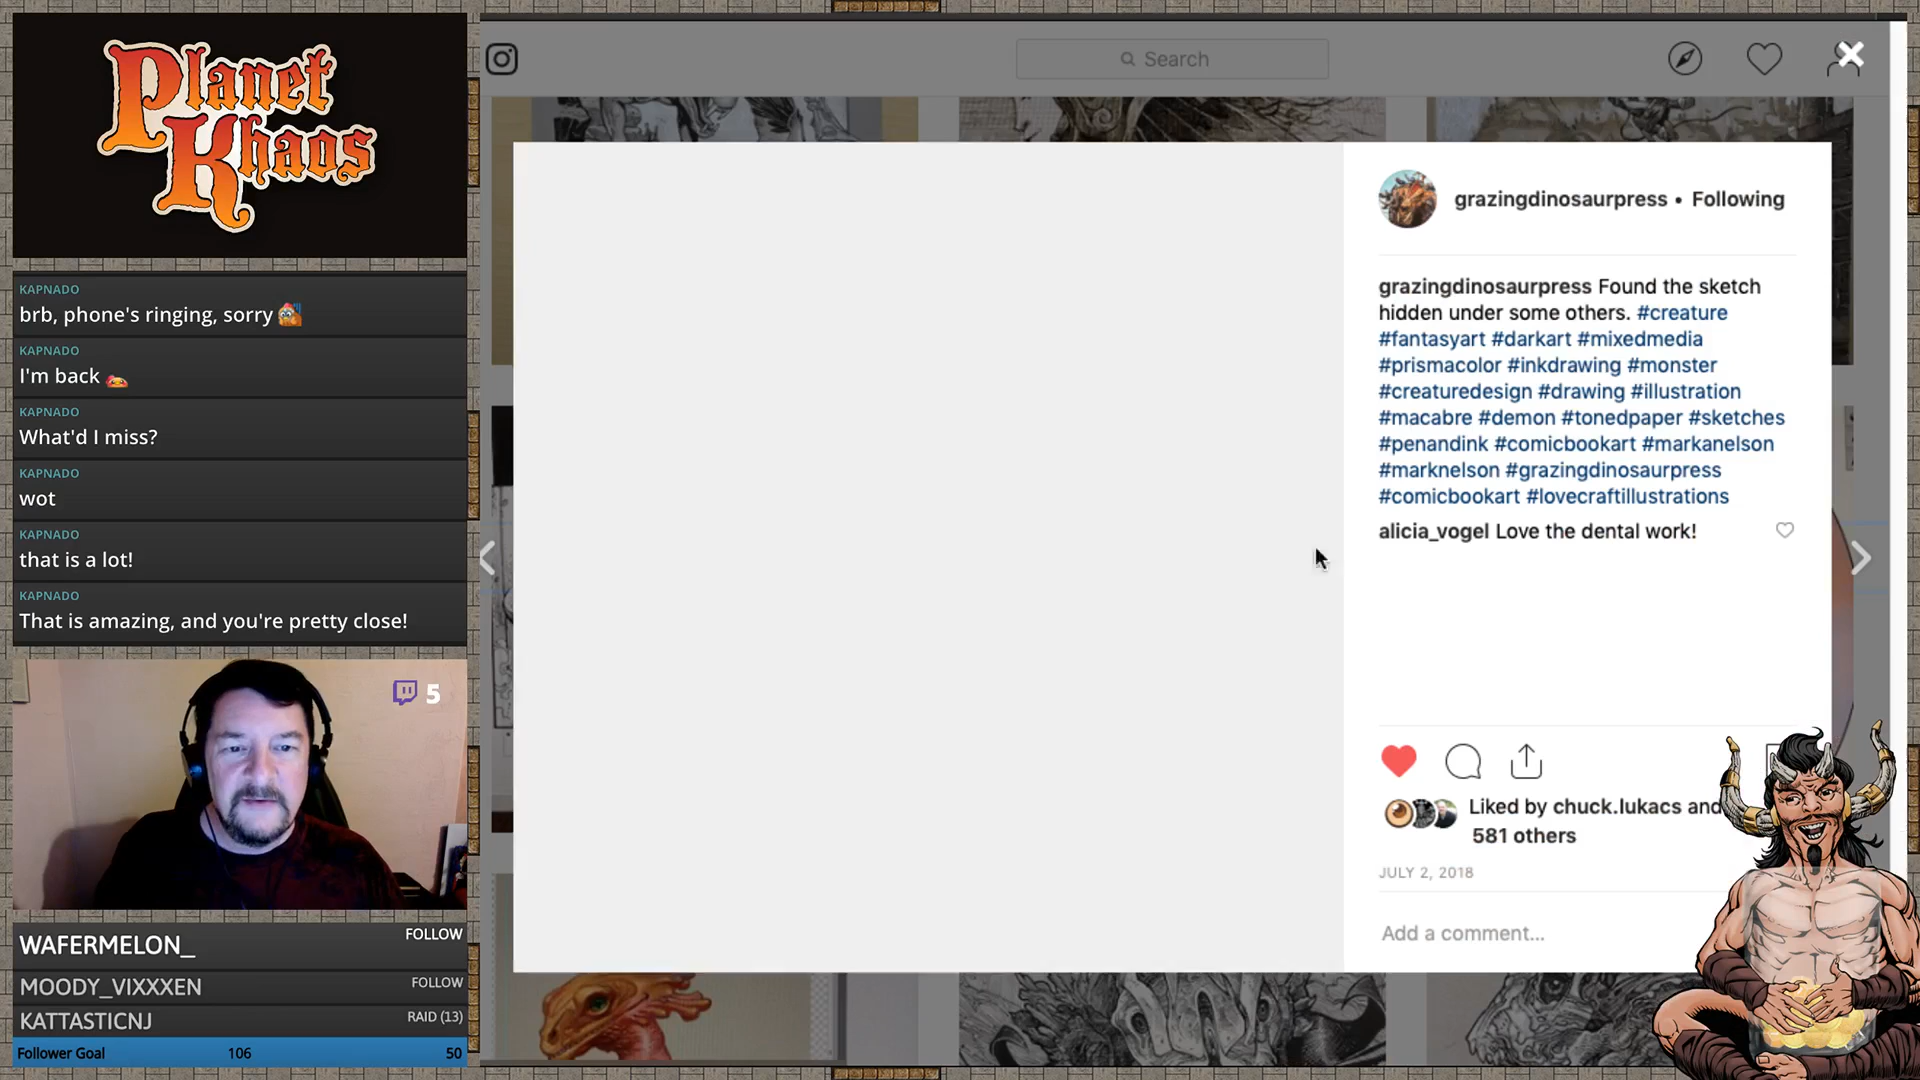 Planet
Khaos
KAPNADO
brb, phone's ringing, sorry
KAPNADO
I'm back
KAPNADO
What'd I miss?
KAPNADO
wot
KAPNADO
that is a lot!
KAPNADO
That is amazing, and you're pretty close!
5
WAFERMELON_ FOLLOW
MOODY_VIXXXEN FOLLOW
KATTASTICNJ RAID (13)
Follower Goal 106 50
Search
grazingdinosaurpress • Following
grazingdinosaurpress Found the sketch
hidden under some others. #creature
#fantasyart #darkart #mixedmedia
#prismacolor #inkdrawing #monster
#creaturedesign #drawing #illustration
#macabre #demon #tonedpaper #sketches
#penandink #comicbookart #markanelson
#marknelson #grazingdinosaurpress
#comicbookart #lovecraftillustrations
alicia_vogel Love the dental work!
Liked by chuck.lukacs and
581 others
JULY 2, 2018
Add a comment...